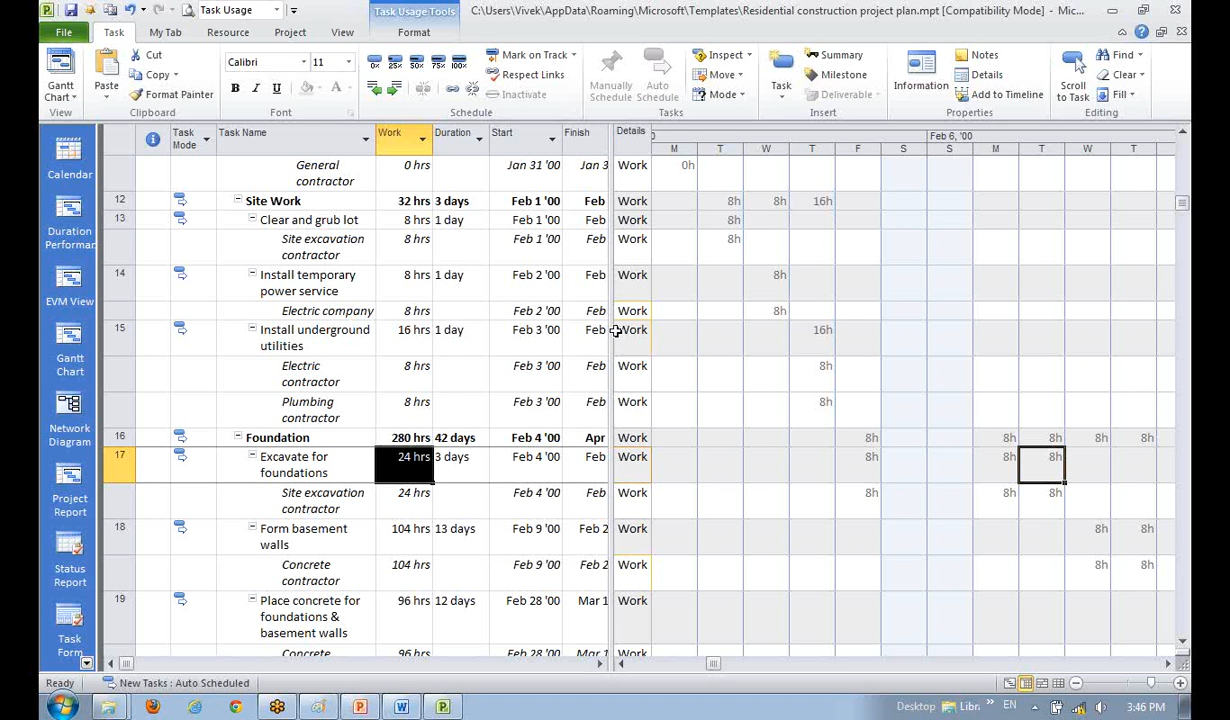 Task Usage
Task Usage Tools
C:\Users\Vivek\AppData\Roaming\Microsoft\Templates\Residential construction project plan.mpt [Compatibility Mode] - Mic...
File
Task
My Tab
Resource
Project
View
Format
Gantt Chart
Paste
Cut
Copy
Format Painter
Calibri
11
B I U
0% 25% 50% 75% 100%
Mark on Track
Respect Links
Inactivate
Manually Schedule
Auto Schedule
Inspect
Move
Mode
Task
Summary
Milestone
Deliverable
Information
Notes
Details
Add to Timeline
Scroll to Task
Find
Clear
Fill
View
Clipboard
Font
Schedule
Tasks
Insert
Properties
Editing
Calendar
Duration
Performan
EVM View
Gantt
Chart
Network
Diagram
Project
Report
Status
Report
Task
Form
Task Mode
Task Name
Work
Duration
Start
Finish
Details
Feb 6, '00
M T W T F S S M T W T
General contractor 0 hrs Jan 31 '00 Jan 3 Work 0h
12 Site Work 32 hrs 3 days Feb 1 '00 Feb Work 8h 8h 16h
13 Clear and grub lot 8 hrs 1 day Feb 1 '00 Feb Work 8h
Site excavation contractor 8 hrs Feb 1 '00 Feb Work 8h
14 Install temporary power service 8 hrs 1 day Feb 2 '00 Feb Work 8h
Electric company 8 hrs Feb 2 '00 Feb Work 8h
15 Install underground utilities 16 hrs 1 day Feb 3 '00 Feb Work 16h
Electric contractor 8 hrs Feb 3 '00 Feb Work 8h
Plumbing contractor 8 hrs Feb 3 '00 Feb Work 8h
16 Foundation 280 hrs 42 days Feb 4 '00 Apr Work 8h 8h 8h 8h 8h
17 Excavate for foundations 24 hrs 3 days Feb 4 '00 Feb Work 8h 8h 8h
Site excavation contractor 24 hrs Feb 4 '00 Feb Work 8h 8h 8h
18 Form basement walls 104 hrs 13 days Feb 9 '00 Feb 2 Work 8h 8h
Concrete contractor 104 hrs Feb 9 '00 Feb 2 Work 8h 8h
19 Place concrete for foundations & basement walls 96 hrs 12 days Feb 28 '00 Mar 1 Work
Concrete 96 hrs Feb 28 '00 Mar 1 Work
Ready
New Tasks : Auto Scheduled
Desktop
Libr
EN
3:46 PM